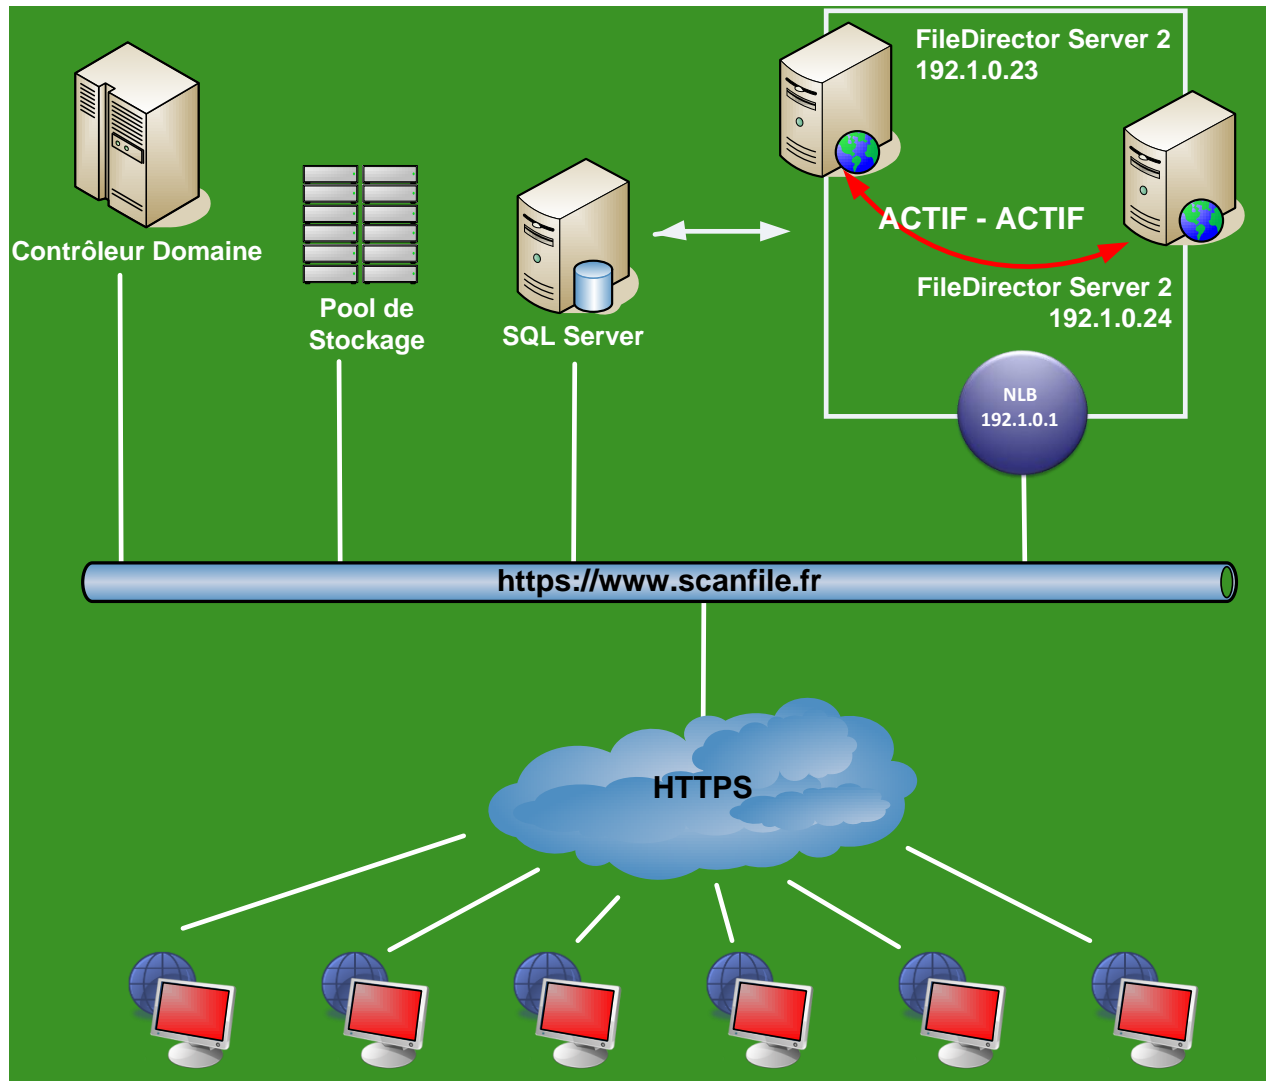 FileDirector Server 2
192.1.0.23
Contrôleur Domaine
Pool de
Stockage
SQL Server
ACTIF - ACTIF
FileDirector Server 2
192.1.0.24
NLB
192.1.0.1
https://www.scanfile.fr
HTTPS